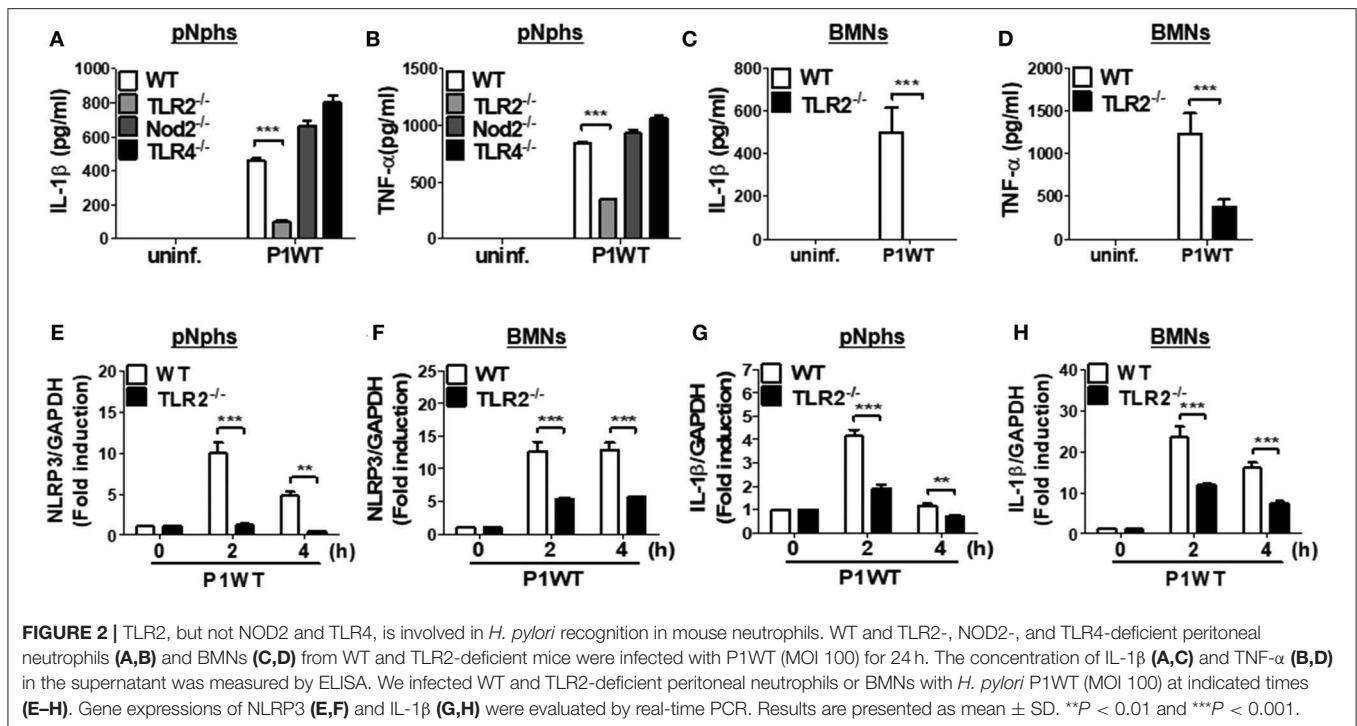 A pNphs
IL-1β (pg/ml)
1000
800
600
400
200
0
WT
TLR2-/-
Nod2-/-
TLR4-/-
***
uninf. P1WT
B pNphs
TNF-α(pg/ml)
1500
1000
500
0
WT
TLR2-/-
Nod2-/-
TLR4-/-
***
uninf. P1WT
C BMNs
IL-1β (pg/ml)
800
600
400
200
0
WT
TLR2-/-
***
uninf. P1WT
D BMNs
TNF-α (pg/ml)
2000
1500
1000
500
0
WT
TLR2-/-
***
uninf. P1WT
E pNphs
NLRP3/GAPDH
(Fold induction)
20
15
10
5
0
WT
TLR2-/-
***
**
0 2 4 (h)
P1WT
F BMNs
NLRP3/GAPDH
(Fold induction)
25
20
15
10
5
0
WT
TLR2-/-
***
***
0 2 4 (h)
P1WT
G pNphs
IL-1β/GAPDH
(Fold induction)
7
6
5
4
3
2
1
0
WT
TLR2-/-
***
**
0 2 4 (h)
P1WT
H BMNs
IL-1β/GAPDH
(Fold induction)
40
30
20
10
0
WT
TLR2-/-
***
***
0 2 4 (h)
P1WT
FIGURE 2 | TLR2, but not NOD2 and TLR4, is involved in H. pylori recognition in mouse neutrophils. WT and TLR2-, NOD2-, and TLR4-deficient peritoneal
neutrophils (A,B) and BMNs (C,D) from WT and TLR2-deficient mice were infected with P1WT (MOI 100) for 24 h. The concentration of IL-1β (A,C) and TNF-α (B,D)
in the supernatant was measured by ELISA. We infected WT and TLR2-deficient peritoneal neutrophils or BMNs with H. pylori P1WT (MOI 100) at indicated times
(E–H). Gene expressions of NLRP3 (E,F) and IL-1β (G,H) were evaluated by real-time PCR. Results are presented as mean ± SD. **P < 0.01 and ***P < 0.001.